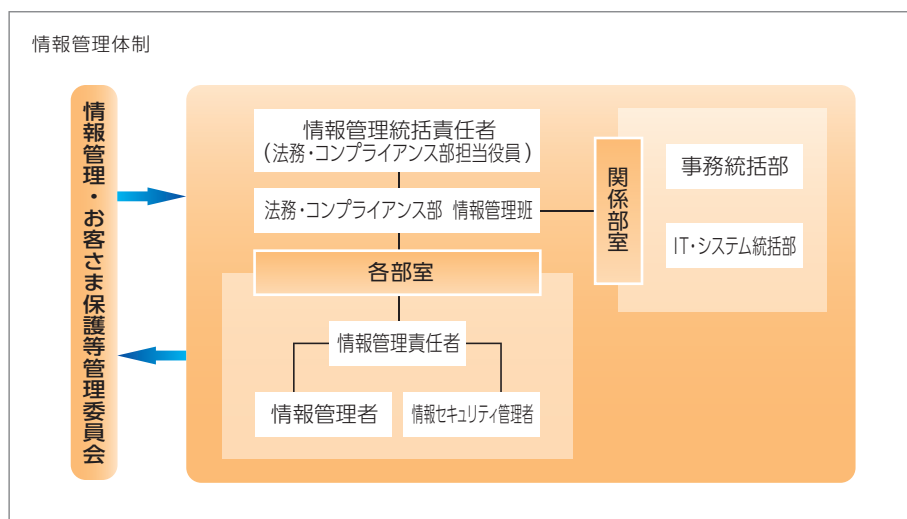 情報管理体制
情報管理・お客さま保護等管理委員会
情報管理統括責任者
(法務・コンプライアンス部担当役員)
法務・コンプライアンス部 情報管理班
関係部室
事務統括部
IT・システム統括部
各部室
情報管理責任者
情報管理者
情報セキュリティ管理者